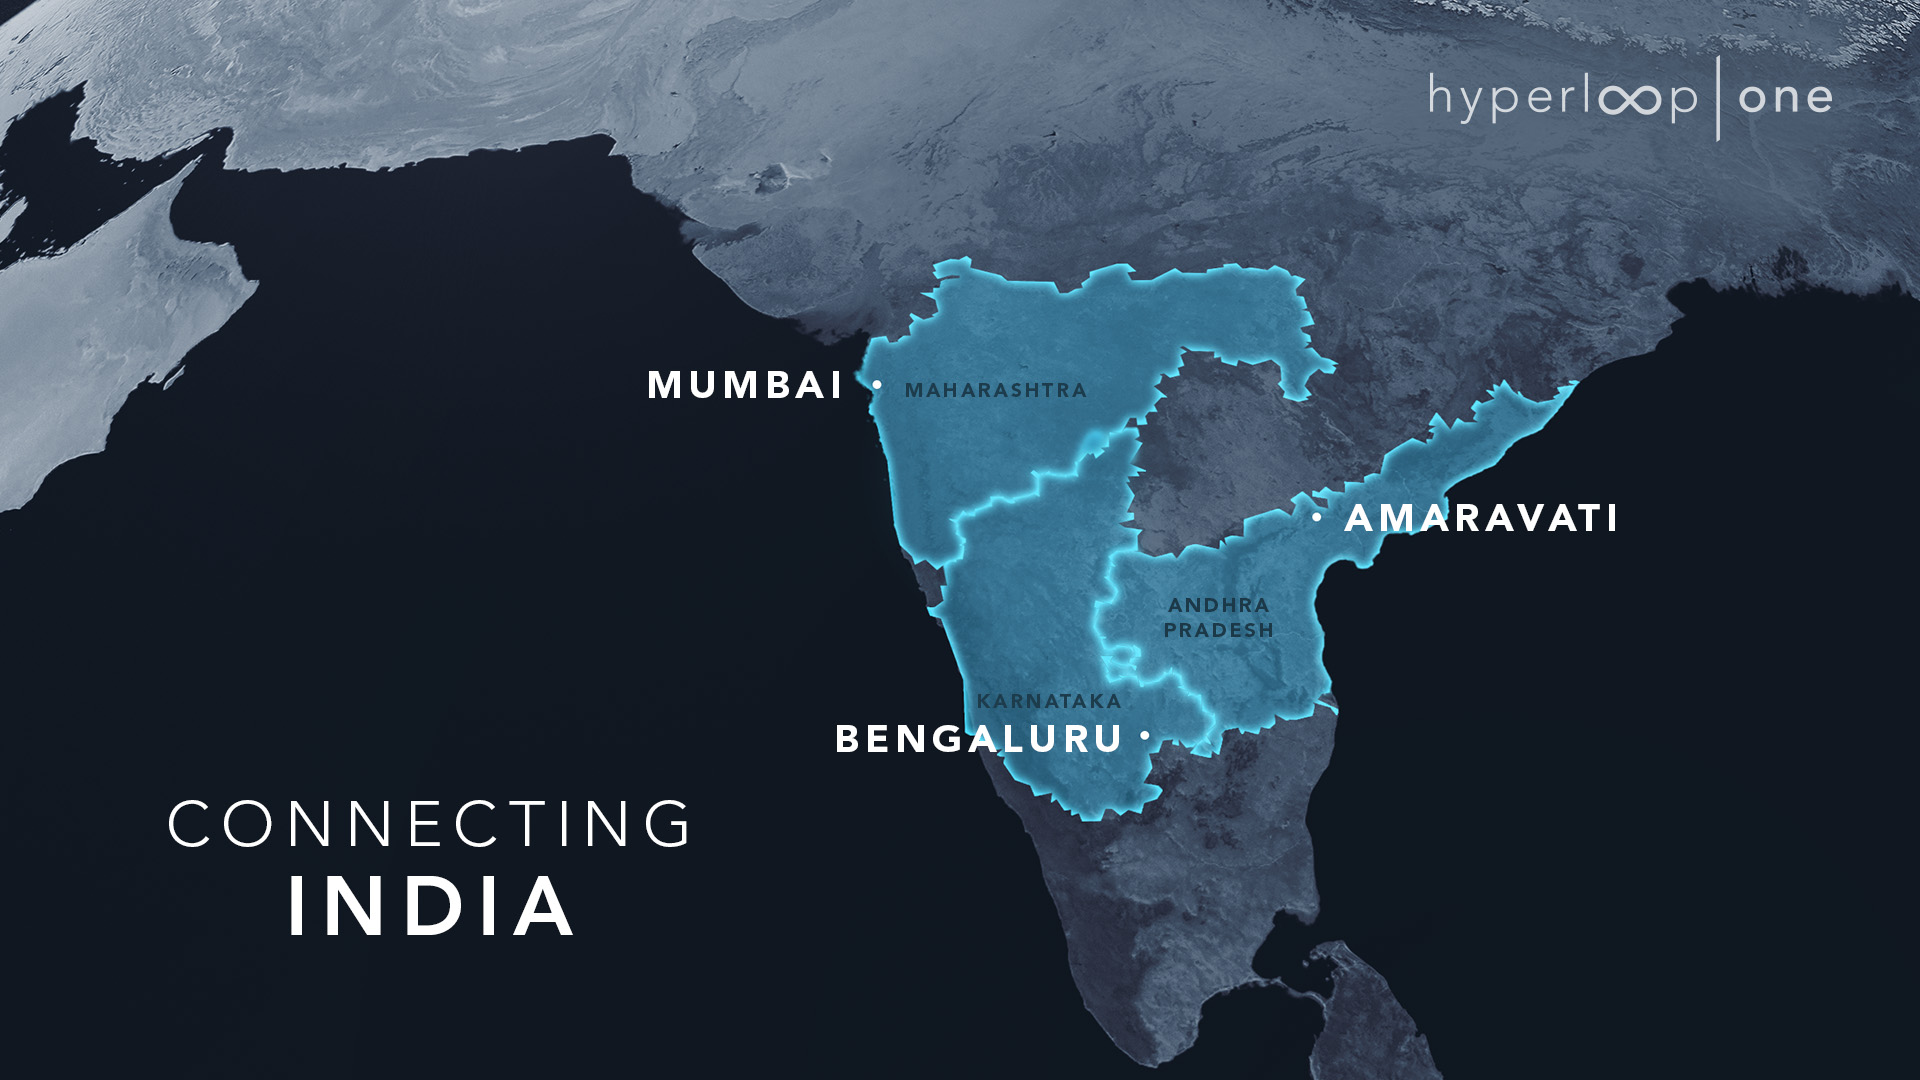 hyperloop | one
MUMBAI
MAHARASHTRA
AMARAVATI
ANDHRA
PRADESH
KARNATAKA
BENGALURU
CONNECTING
INDIA